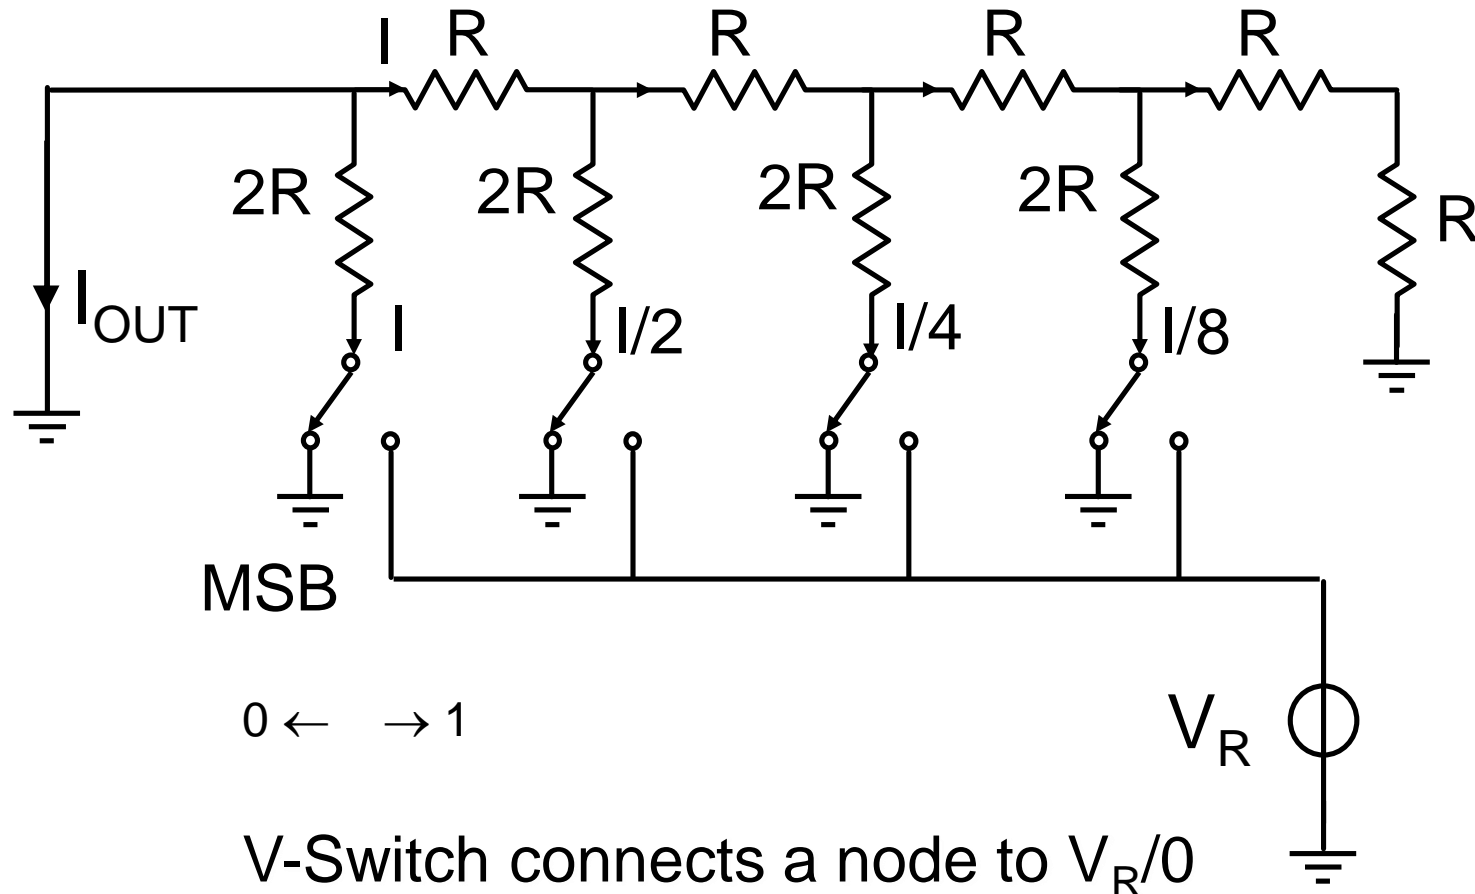 I R R R R
2R 2R 2R 2R R
I_OUT I I/2 I/4 I/8
MSB
0 ← → 1
V_R
V-Switch connects a node to V_R/0